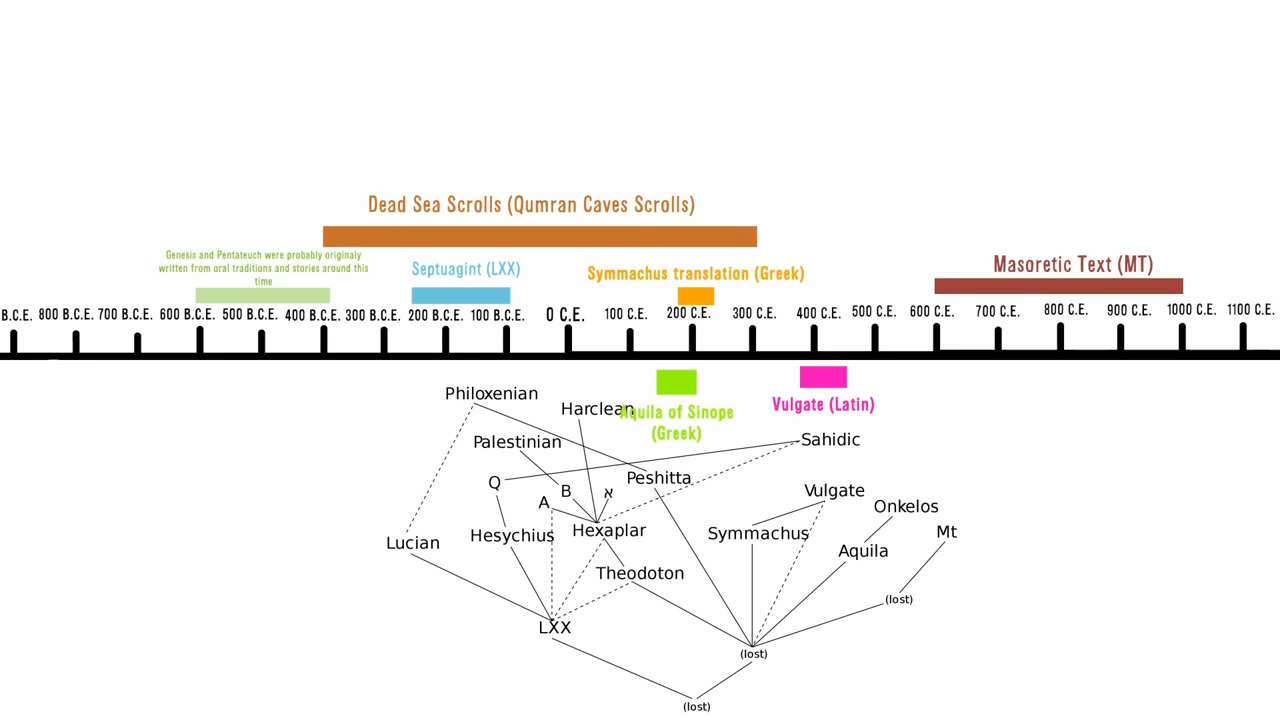 Dead Sea Scrolls (Qumran Caves Scrolls)
Genesis and Pentateuch were probably originaly
written from oral traditions and stories around this
time
Septuagint (LXX)
Symmachus translation (Greek)
Masoretic Text (MT)
B.C.E. 800 B.C.E. 700 B.C.E. 600 B.C.E. 500 B.C.E. 400 B.C.E. 300 B.C.E. 200 B.C.E. 100 B.C.E. 0 C.E. 100 C.E. 200 C.E. 300 C.E. 400 C.E. 500 C.E. 600 C.E. 700 C.E. 800 C.E. 900 C.E. 1000 C.E. 1100 C.E.
Philoxenian
Harclean
Aquila of Sinope
(Greek)
Vulgate (Latin)
Palestinian
Sahidic
Q
Peshitta
B
א
A
Vulgate
Onkelos
Hesychius
Hexaplar
Symmachus
Mt
Lucian
Aquila
Theodoton
(lost)
LXX
(lost)
(lost)